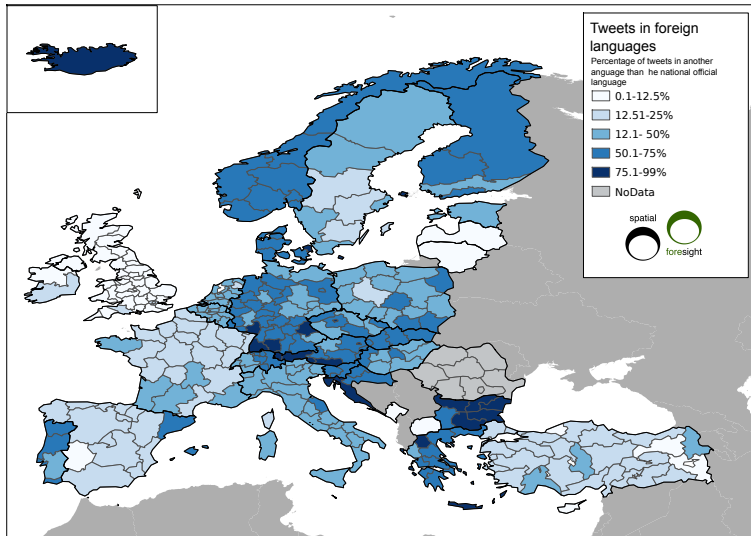 Tweets in foreign
languages
Percentage of tweets in another
anguage than he national official
language
0.1-12.5%
12.51-25%
12.1- 50%
50.1-75%
75.1-99%
NoData
spatial
foresight